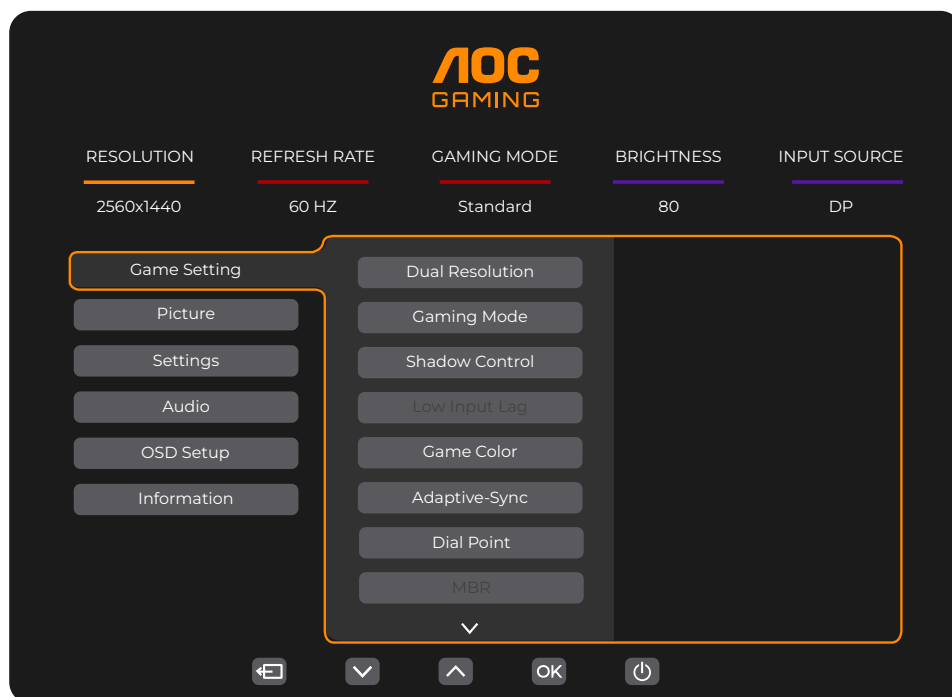 AOC
GAMING
RESOLUTION REFRESH RATE GAMING MODE BRIGHTNESS INPUT SOURCE
2560x1440 60 HZ Standard 80 DP
Game Setting
Picture
Settings
Audio
OSD Setup
Information
Dual Resolution
Gaming Mode
Shadow Control
Low Input Lag
Game Color
Adaptive-Sync
Dial Point
MBR
OK